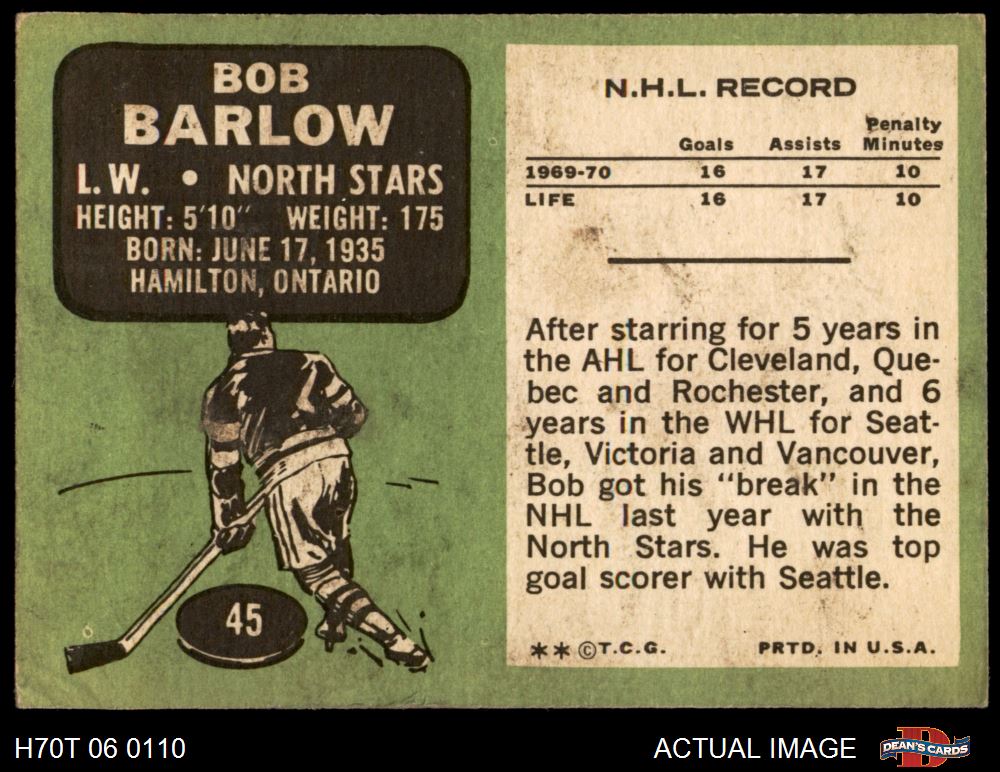 BOB
BARLOW
L.W. • NORTH STARS
HEIGHT: 5'10" WEIGHT: 175
BORN: JUNE 17, 1935
HAMILTON, ONTARIO
45
N.H.L. RECORD
Goals Assists Penalty Minutes
1969-70 16 17 10
LIFE 16 17 10
After starring for 5 years in
the AHL for Cleveland, Que-
bec and Rochester, and 6
years in the WHL for Seat-
tle, Victoria and Vancouver,
Bob got his "break" in the
NHL last year with the
North Stars. He was top
goal scorer with Seattle.
**©T.C.G. PRTD. IN U.S.A.
H70T 06 0110
ACTUAL IMAGE
D
DEAN'S CARDS